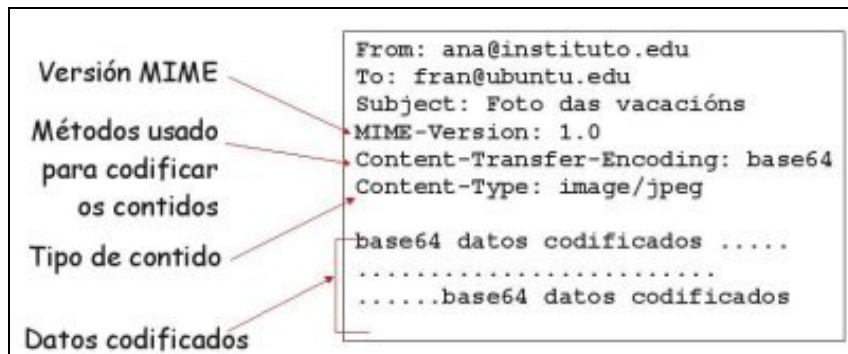 Versión MIME
Métodos usado
para codificar
os contidos
Tipo de contido
Datos codificados
From: ana@instituto.edu
To: fran@ubuntu.edu
Subject: Foto das vacacións
MIME-Version: 1.0
Content-Transfer-Encoding: base64
Content-Type: image/jpeg
base64 datos codificados .....
.........................
......base64 datos codificados